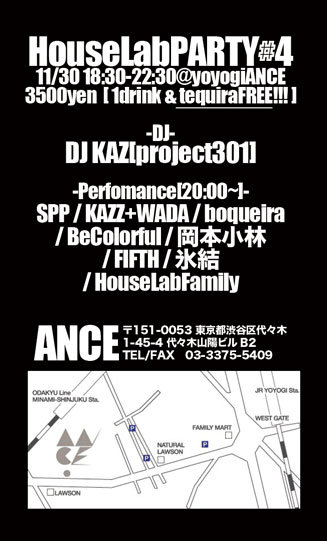 HouseLabPARTY#4
11/30 18:30-22:30@yoyogiANCE
3500yen [ 1drink & tequiraFREE!!! ]
-DJ-
DJ KAZ[project301]
-Perfomance[20:00~]-
SPP / KAZZ+WADA / boqueira
/ BeColorful / 岡本小林
/ FIFTH / 氷結
/ HouseLabFamily
ANCE
〒151-0053 東京都渋谷区代々木
1-45-4 代々木山陽ビル B2
TEL/FAX 03-3375-5409
ODAKYU Line
MINAMI-SHINJUKU Sta.
JR YOYOGI Sta.
WEST GATE
FAMILY MART
P
P
P
NATURAL
LAWSON
LAWSON